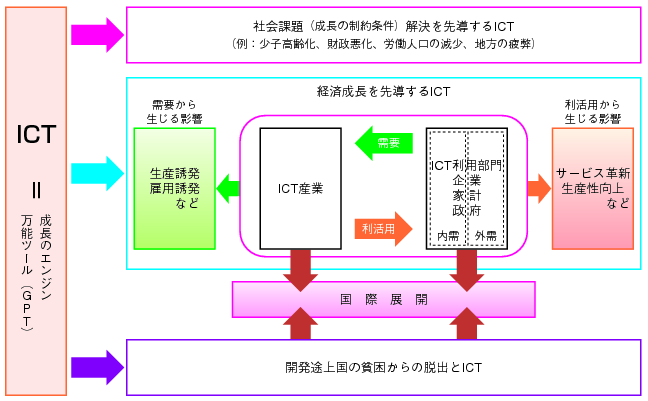 ICT
＝
成長のエンジン
万能ツール（GPT）
社会課題（成長の制約条件）解決を先導するICT
（例：少子高齢化、財政悪化、労働人口の減少、地方の疲弊）
経済成長を先導するICT
需要から
生じる影響
生産誘発
雇用誘発
など
ICT産業
需要
利活用
ICT利用部門
企業
家計
政府
内需
外需
利活用から
生じる影響
サービス革新
生産性向上
など
国際展開
開発途上国の貧困からの脱出とICT